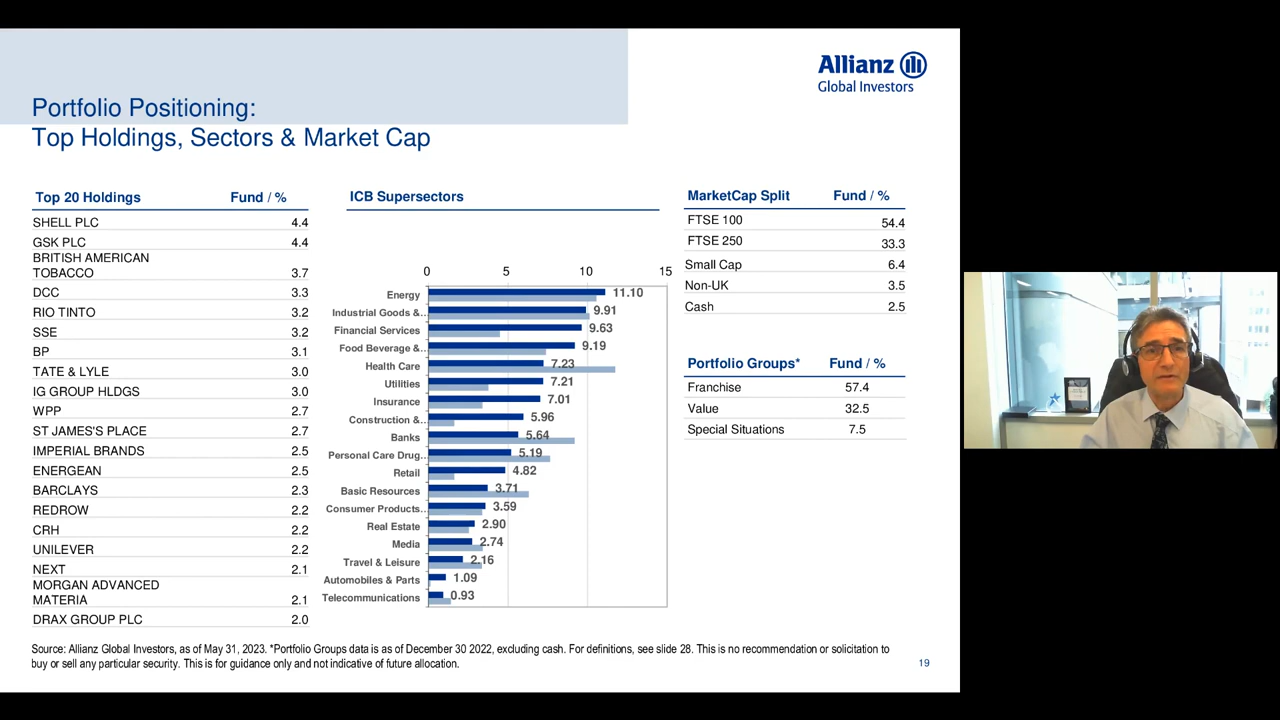 Allianz
Global Investors
Portfolio Positioning:
Top Holdings, Sectors & Market Cap
Top 20 Holdings Fund / %
SHELL PLC 4.4
GSK PLC 4.4
BRITISH AMERICAN
TOBACCO 3.7
DCC 3.3
RIO TINTO 3.2
SSE 3.2
BP 3.1
TATE & LYLE 3.0
IG GROUP HLDGS 3.0
WPP 2.7
ST JAMES'S PLACE 2.7
IMPERIAL BRANDS 2.5
ENERGEAN 2.5
BARCLAYS 2.3
REDROW 2.2
CRH 2.2
UNILEVER 2.2
NEXT 2.1
MORGAN ADVANCED
MATERIA 2.1
DRAX GROUP PLC 2.0
ICB Supersectors
0 5 10 15
Energy 11.10
Industrial Goods &... 9.91
Financial Services 9.63
Food Beverage &... 9.19
Health Care 7.23
Utilities 7.21
Insurance 7.01
Construction &... 5.96
Banks 5.64
Personal Care Drug... 5.19
Retail 4.82
Basic Resources 3.71
Consumer Products... 3.59
Real Estate 2.90
Media 2.74
Travel & Leisure 2.16
Automobiles & Parts 1.09
Telecommunications 0.93
MarketCap Split Fund / %
FTSE 100 54.4
FTSE 250 33.3
Small Cap 6.4
Non-UK 3.5
Cash 2.5
Portfolio Groups* Fund / %
Franchise 57.4
Value 32.5
Special Situations 7.5
Source: Allianz Global Investors, as of May 31, 2023. *Portfolio Groups data is as of December 30 2022, excluding cash. For definitions, see slide 28. This is no recommendation or solicitation to
buy or sell any particular security. This is for guidance only and not indicative of future allocation.
19